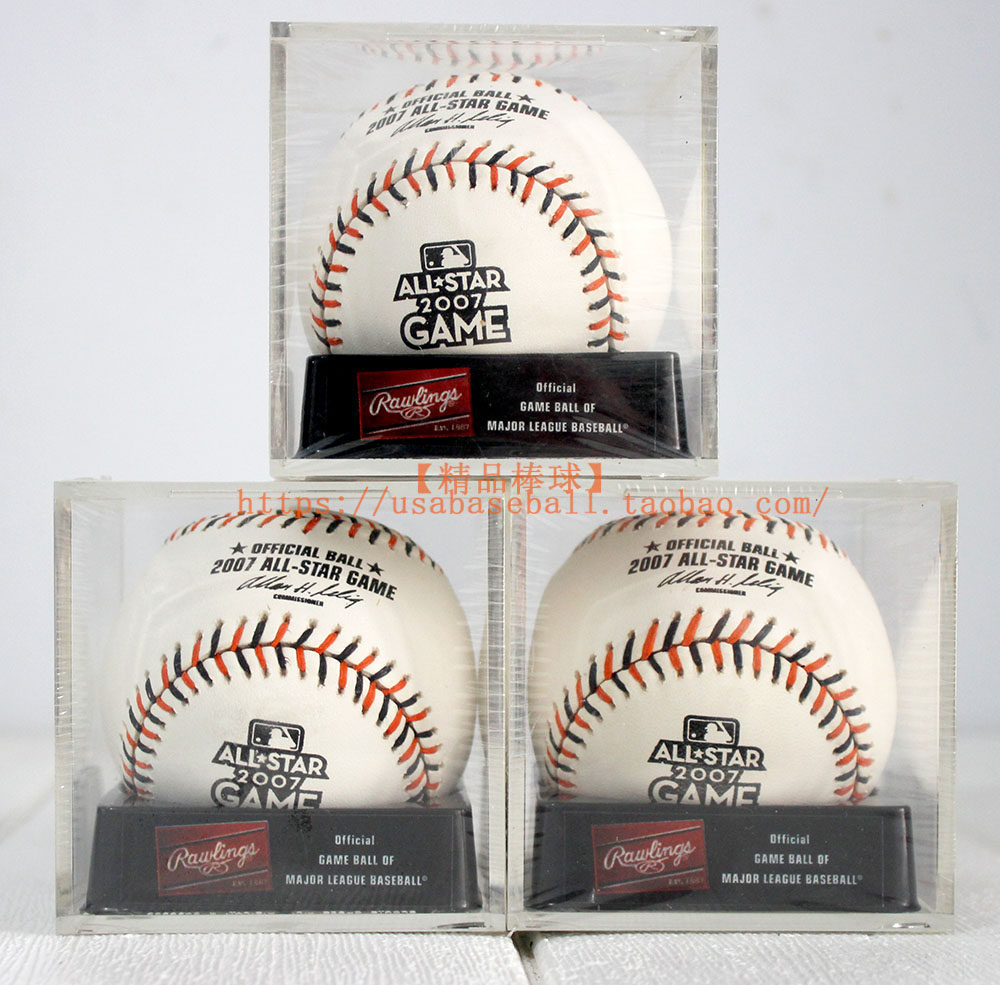 ★ OFFICIAL BALL ★
2007 ALL-STAR GAME
Allan H. Selig
COMMISSIONER
ALL★STAR
2007
GAME
Rawlings
EST. 1887
Official
GAME BALL OF
MAJOR LEAGUE BASEBALL®
【精品棒球】
https://usabaseball.taobao.com/
★ OFFICIAL BALL ★
2007 ALL-STAR GAME
Allan H. Selig
COMMISSIONER
ALL★STAR
2007
GAME
Rawlings
EST. 1887
Official
GAME BALL OF
MAJOR LEAGUE BASEBALL®
★ OFFICIAL BALL ★
2007 ALL-STAR GAME
Allan H. Selig
COMMISSIONER
ALL★STAR
2007
GAME
Rawlings
EST. 1887
Official
GAME BALL OF
MAJOR LEAGUE BASEBALL®